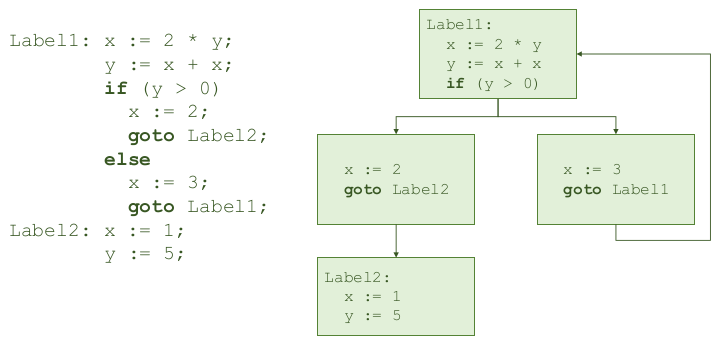 Label1: x := 2 * y;
y := x + x;
if (y > 0)
x := 2;
goto Label2;
else
x := 3;
goto Label1;
Label2: x := 1;
y := 5;
Label1:
x := 2 * y
y := x + x
if (y > 0)
x := 2
goto Label2
x := 3
goto Label1
Label2:
x := 1
y := 5